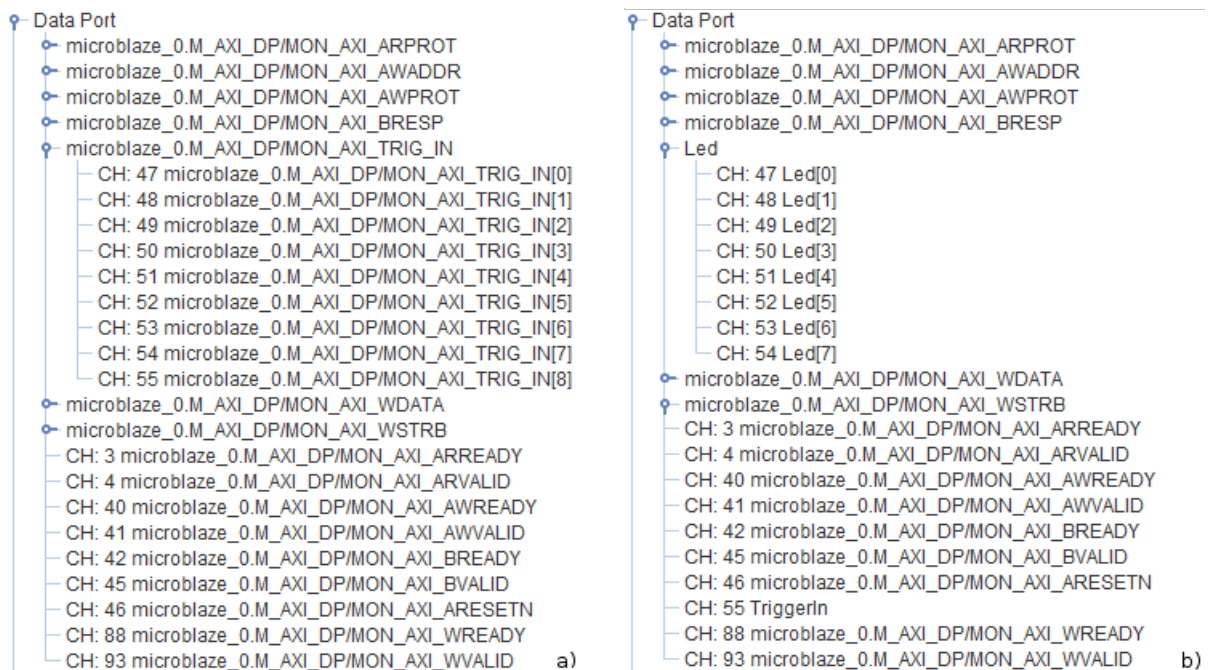 Data Port
microblaze_0.M_AXI_DP/MON_AXI_ARPROT
microblaze_0.M_AXI_DP/MON_AXI_AWADDR
microblaze_0.M_AXI_DP/MON_AXI_AWPROT
microblaze_0.M_AXI_DP/MON_AXI_BRESP
microblaze_0.M_AXI_DP/MON_AXI_TRIG_IN
CH: 47 microblaze_0.M_AXI_DP/MON_AXI_TRIG_IN[0]
CH: 48 microblaze_0.M_AXI_DP/MON_AXI_TRIG_IN[1]
CH: 49 microblaze_0.M_AXI_DP/MON_AXI_TRIG_IN[2]
CH: 50 microblaze_0.M_AXI_DP/MON_AXI_TRIG_IN[3]
CH: 51 microblaze_0.M_AXI_DP/MON_AXI_TRIG_IN[4]
CH: 52 microblaze_0.M_AXI_DP/MON_AXI_TRIG_IN[5]
CH: 53 microblaze_0.M_AXI_DP/MON_AXI_TRIG_IN[6]
CH: 54 microblaze_0.M_AXI_DP/MON_AXI_TRIG_IN[7]
CH: 55 microblaze_0.M_AXI_DP/MON_AXI_TRIG_IN[8]
microblaze_0.M_AXI_DP/MON_AXI_WDATA
microblaze_0.M_AXI_DP/MON_AXI_WSTRB
CH: 3 microblaze_0.M_AXI_DP/MON_AXI_ARREADY
CH: 4 microblaze_0.M_AXI_DP/MON_AXI_ARVALID
CH: 40 microblaze_0.M_AXI_DP/MON_AXI_AWREADY
CH: 41 microblaze_0.M_AXI_DP/MON_AXI_AWVALID
CH: 42 microblaze_0.M_AXI_DP/MON_AXI_BREADY
CH: 45 microblaze_0.M_AXI_DP/MON_AXI_BVALID
CH: 46 microblaze_0.M_AXI_DP/MON_AXI_ARESETN
CH: 88 microblaze_0.M_AXI_DP/MON_AXI_WREADY
CH: 93 microblaze_0.M_AXI_DP/MON_AXI_WVALID a)
Data Port
microblaze_0.M_AXI_DP/MON_AXI_ARPROT
microblaze_0.M_AXI_DP/MON_AXI_AWADDR
microblaze_0.M_AXI_DP/MON_AXI_AWPROT
microblaze_0.M_AXI_DP/MON_AXI_BRESP
Led
CH: 47 Led[0]
CH: 48 Led[1]
CH: 49 Led[2]
CH: 50 Led[3]
CH: 51 Led[4]
CH: 52 Led[5]
CH: 53 Led[6]
CH: 54 Led[7]
microblaze_0.M_AXI_DP/MON_AXI_WDATA
microblaze_0.M_AXI_DP/MON_AXI_WSTRB
CH: 3 microblaze_0.M_AXI_DP/MON_AXI_ARREADY
CH: 4 microblaze_0.M_AXI_DP/MON_AXI_ARVALID
CH: 40 microblaze_0.M_AXI_DP/MON_AXI_AWREADY
CH: 41 microblaze_0.M_AXI_DP/MON_AXI_AWVALID
CH: 42 microblaze_0.M_AXI_DP/MON_AXI_BREADY
CH: 45 microblaze_0.M_AXI_DP/MON_AXI_BVALID
CH: 46 microblaze_0.M_AXI_DP/MON_AXI_ARESETN
CH: 55 TriggerIn
CH: 88 microblaze_0.M_AXI_DP/MON_AXI_WREADY
CH: 93 microblaze_0.M_AXI_DP/MON_AXI_WVALID b)